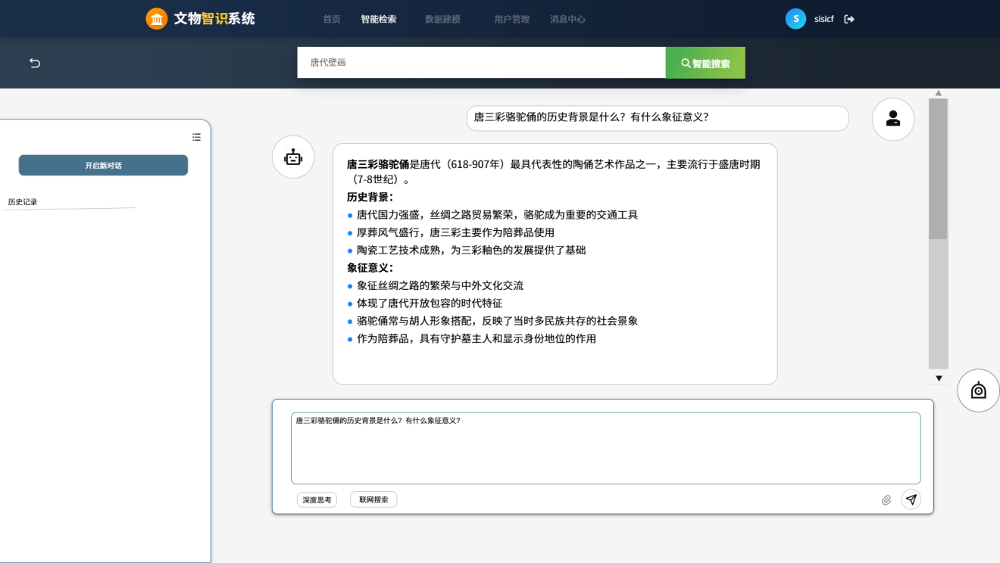 文物智识系统
首页
智能检索
数据建模
用户管理
消息中心
S
sisicf
唐代壁画
智能搜索
开启新对话
历史记录
唐三彩骆驼俑的历史背景是什么？有什么象征意义？
唐三彩骆驼俑是唐代（618-907年）最具代表性的陶俑艺术作品之一，主要流行于盛唐时期
（7-8世纪）。
历史背景：
唐代国力强盛，丝绸之路贸易繁荣，骆驼成为重要的交通工具
厚葬风气盛行，唐三彩主要作为陪葬品使用
陶瓷工艺技术成熟，为三彩釉色的发展提供了基础
象征意义：
象征丝绸之路的繁荣与中外文化交流
体现了唐代开放包容的时代特征
骆驼俑常与胡人形象搭配，反映了当时多民族共存的社会景象
作为陪葬品，具有守护墓主人和显示身份地位的作用
唐三彩骆驼俑的历史背景是什么？有什么象征意义？
深度思考
联网搜索